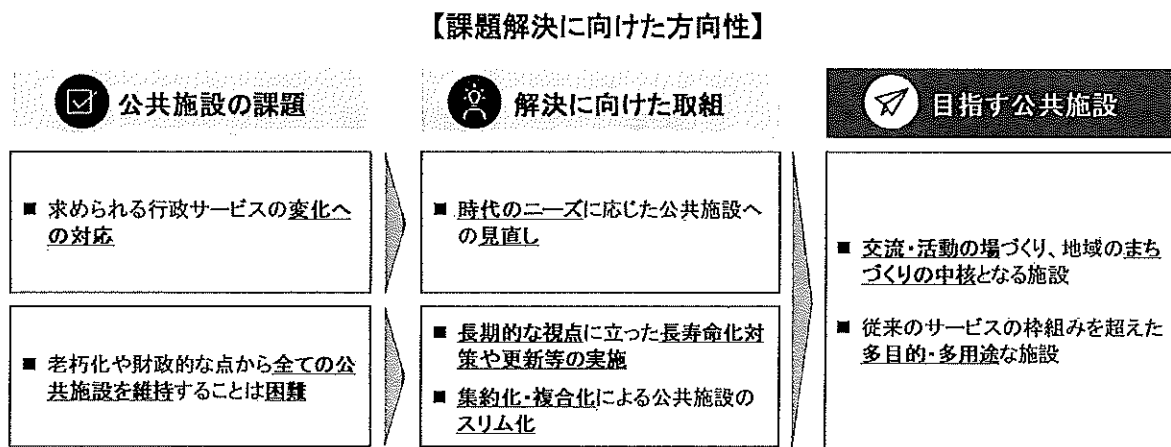 【課題解決に向けた方向性】
公共施設の課題
■ 求められる行政サービスの変化へ
の対応
■ 老朽化や財政的な点から全ての公
共施設を維持することは困難
解決に向けた取組
■ 時代のニーズに応じた公共施設へ
の見直し
■ 長期的な視点に立った長寿命化対
策や更新等の実施
■ 集約化・複合化による公共施設の
スリム化
目指す公共施設
■ 交流・活動の場づくり、地域のまち
づくりの中核となる施設
■ 従来のサービスの枠組みを超えた
多目的・多用途な施設